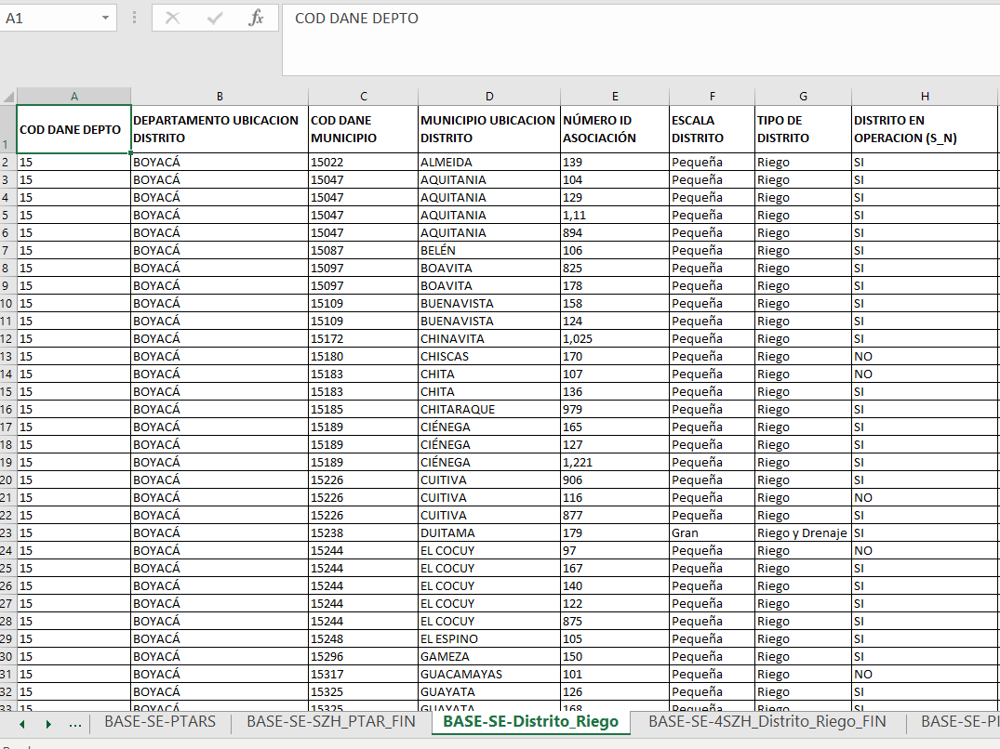 A1 fx COD DANE DEPTO
A B C D E F G H
1 COD DANE DEPTO DEPARTAMENTO UBICACION DISTRITO COD DANE MUNICIPIO MUNICIPIO UBICACION DISTRITO NÚMERO ID ASOCIACIÓN ESCALA DISTRITO TIPO DE DISTRITO DISTRITO EN OPERACION (S_N)
2 15 BOYACÁ 15022 ALMEIDA 139 Pequeña Riego SI
3 15 BOYACÁ 15047 AQUITANIA 104 Pequeña Riego SI
4 15 BOYACÁ 15047 AQUITANIA 129 Pequeña Riego SI
5 15 BOYACÁ 15047 AQUITANIA 1,11 Pequeña Riego SI
6 15 BOYACÁ 15047 AQUITANIA 894 Pequeña Riego SI
7 15 BOYACÁ 15087 BELÉN 106 Pequeña Riego SI
8 15 BOYACÁ 15097 BOAVITA 825 Pequeña Riego SI
9 15 BOYACÁ 15097 BOAVITA 178 Pequeña Riego SI
10 15 BOYACÁ 15109 BUENAVISTA 158 Pequeña Riego SI
11 15 BOYACÁ 15109 BUENAVISTA 124 Pequeña Riego SI
12 15 BOYACÁ 15172 CHINAVITA 1,025 Pequeña Riego SI
13 15 BOYACÁ 15180 CHISCAS 170 Pequeña Riego NO
14 15 BOYACÁ 15183 CHITA 107 Pequeña Riego NO
15 15 BOYACÁ 15183 CHITA 136 Pequeña Riego SI
16 15 BOYACÁ 15185 CHITARAQUE 979 Pequeña Riego SI
17 15 BOYACÁ 15189 CIÉNEGA 165 Pequeña Riego SI
18 15 BOYACÁ 15189 CIÉNEGA 127 Pequeña Riego SI
19 15 BOYACÁ 15189 CIÉNEGA 1,221 Pequeña Riego SI
20 15 BOYACÁ 15226 CUITIVA 906 Pequeña Riego SI
21 15 BOYACÁ 15226 CUITIVA 116 Pequeña Riego NO
22 15 BOYACÁ 15226 CUITIVA 877 Pequeña Riego SI
23 15 BOYACÁ 15238 DUITAMA 179 Gran Riego y Drenaje SI
24 15 BOYACÁ 15244 EL COCUY 97 Pequeña Riego NO
25 15 BOYACÁ 15244 EL COCUY 167 Pequeña Riego SI
26 15 BOYACÁ 15244 EL COCUY 140 Pequeña Riego SI
27 15 BOYACÁ 15244 EL COCUY 122 Pequeña Riego SI
28 15 BOYACÁ 15244 EL COCUY 875 Pequeña Riego SI
29 15 BOYACÁ 15248 EL ESPINO 105 Pequeña Riego SI
30 15 BOYACÁ 15296 GAMEZA 150 Pequeña Riego SI
31 15 BOYACÁ 15317 GUACAMAYAS 101 Pequeña Riego NO
32 15 BOYACÁ 15325 GUAYATA 126 Pequeña Riego SI
33 15 BOYACÁ 15325 GUAYATA 168 Pequeña Riego SI
... BASE-SE-PTARS BASE-SE-SZH_PTAR_FIN BASE-SE-Distrito_Riego BASE-SE-4SZH_Distrito_Riego_FIN BASE-SE-PI